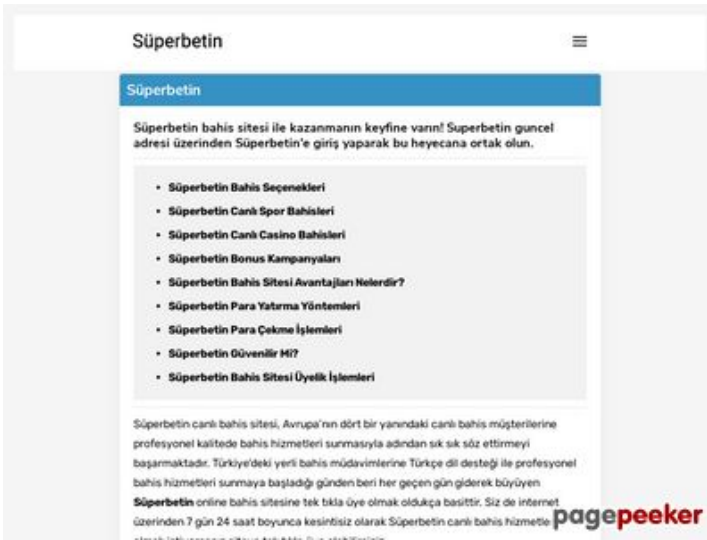 Süperbetin
Süperbetin
Süperbetin bahis sitesi ile kazanmanın keyfine varın! Superbetin guncel
adresi üzerinden Süperbetin'e giriş yaparak bu heyecana ortak olun.
• Süperbetin Bahis Seçenekleri
• Süperbetin Canlı Spor Bahisleri
• Süperbetin Canlı Casino Bahisleri
• Süperbetin Bonus Kampanyaları
• Süperbetin Bahis Sitesi Avantajları Nelerdir?
• Süperbetin Para Yatırma Yöntemleri
• Süperbetin Para Çekme İşlemleri
• Süperbetin Güvenilir Mi?
• Süperbetin Bahis Sitesi Üyelik İşlemleri
Süperbetin canlı bahis sitesi, Avrupa'nın dört bir yanındaki canlı bahis müşterilerine
profesyonel kalitede bahis hizmetleri sunmasıyla adından sık sık söz ettirmeyi
başarmaktadır. Türkiye'deki yerli bahis müdavimlerine Türkçe dil desteği ile profesyonel
bahis hizmetleri sunmaya başladığı günden beri her geçen gün giderek büyüyen
Süperbetin online bahis sitesine tek tıkla üye olmak oldukça basittir. Siz de internet
üzerinden 7 gün 24 saat boyunca kesintisiz olarak Süperbetin canlı bahis hizmetle
pagepeeker